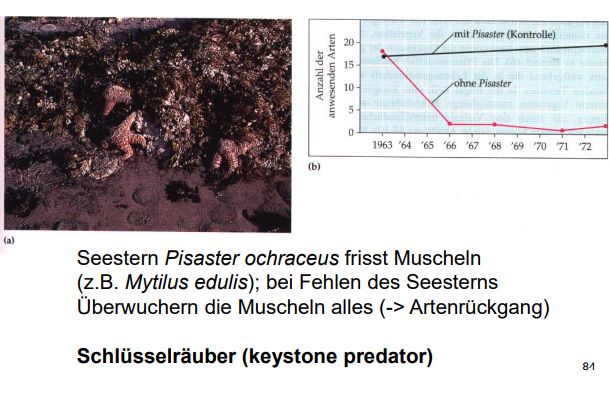 Anzahl der
anwesenden Arten
20
15
10
5
0
mit Pisaster (Kontrolle)
ohne Pisaster
1963 '64 '65 '66 '67 '68 '69 '70 '71 '72
(a)
(b)
Seestern Pisaster ochraceus frisst Muscheln
(z.B. Mytilus edulis); bei Fehlen des Seesterns
Überwuchern die Muscheln alles (-> Artenrückgang)
Schlüsselräuber (keystone predator)